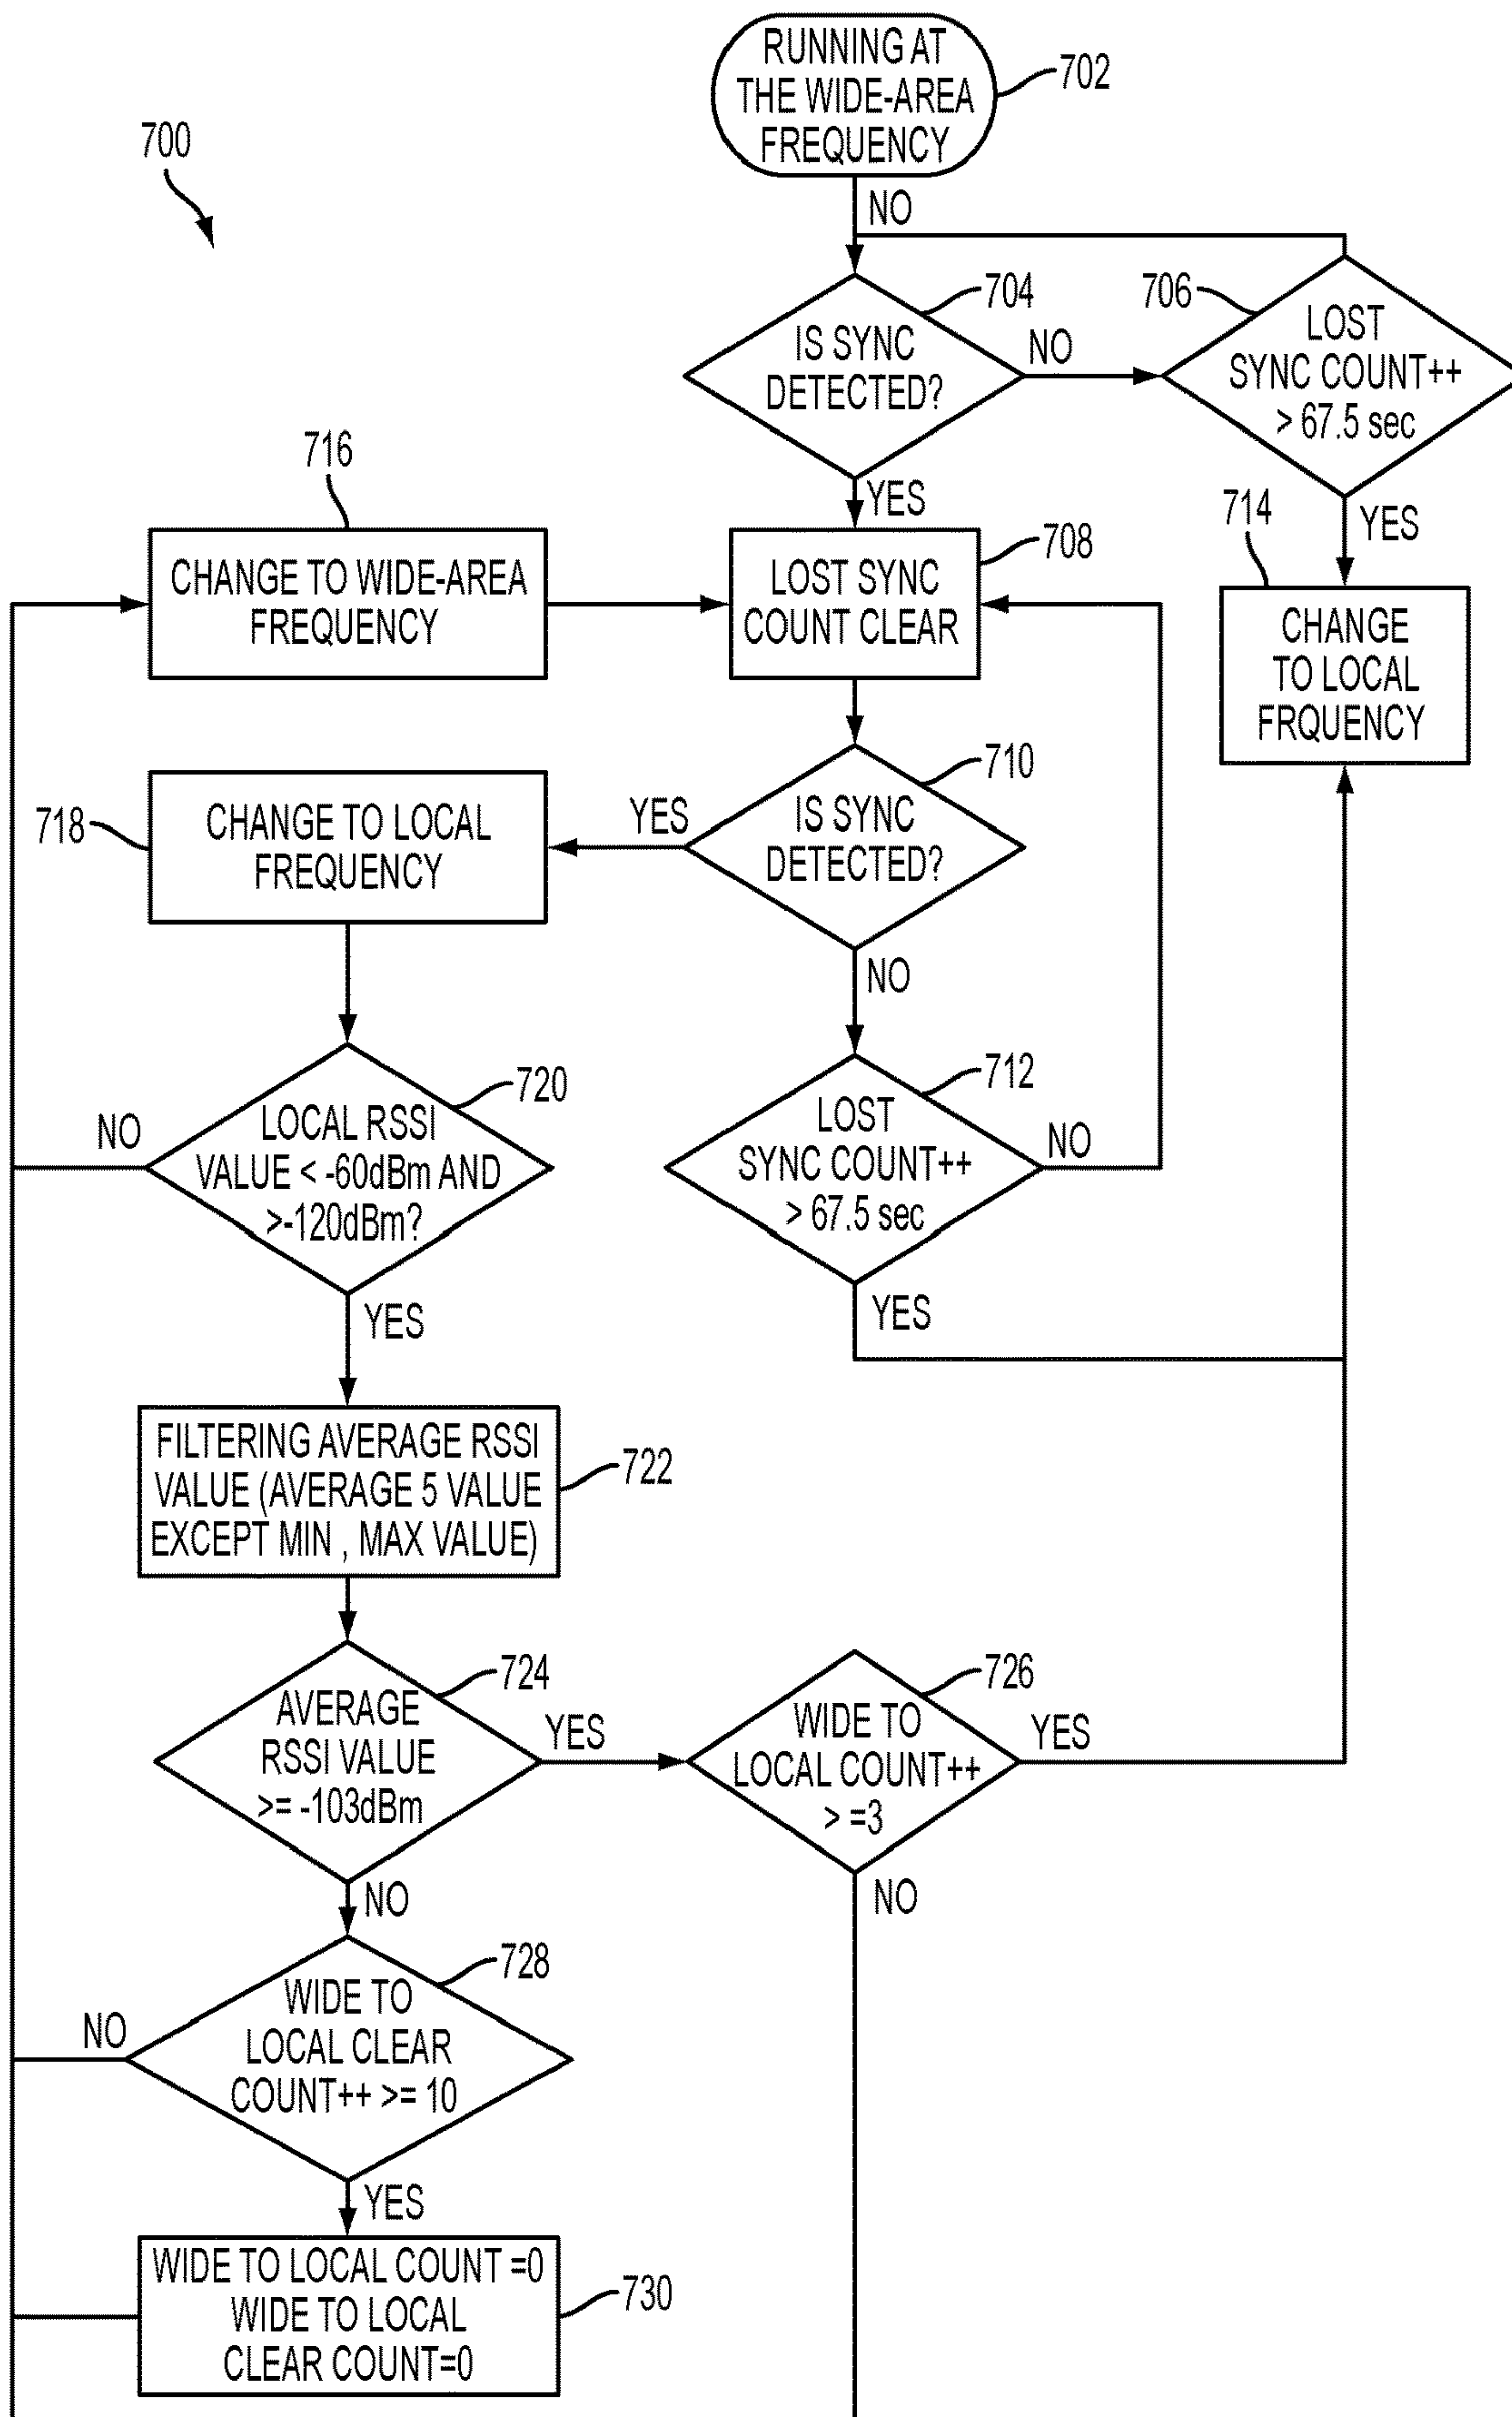 RUNNING AT
THE WIDE-AREA
FREQUENCY
702
700
NO
704
706
IS SYNC
DETECTED?
NO
LOST
SYNC COUNT++
> 67.5 sec
YES
YES
716
714
708
CHANGE TO WIDE-AREA
FREQUENCY
LOST SYNC
COUNT CLEAR
CHANGE
TO LOCAL
FRQUENCY
710
718
CHANGE TO LOCAL
FREQUENCY
YES
IS SYNC
DETECTED?
NO
720
712
NO
LOCAL RSSI
VALUE < -60dBm AND
>-120dBm?
LOST
SYNC COUNT++
> 67.5 sec
NO
YES
YES
FILTERING AVERAGE RSSI
VALUE (AVERAGE 5 VALUE
EXCEPT MIN , MAX VALUE)
722
724
726
AVERAGE
RSSI VALUE
>= -103dBm
YES
WIDE TO
LOCAL COUNT++
> =3
YES
NO
NO
728
NO
WIDE TO
LOCAL CLEAR
COUNT++ >= 10
YES
WIDE TO LOCAL COUNT =0
WIDE TO LOCAL
CLEAR COUNT=0
730